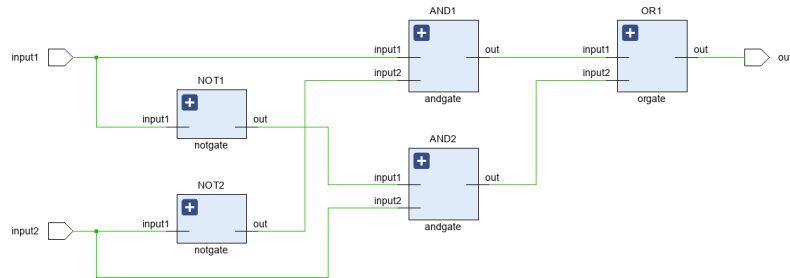 AND1
OR1
input1
input1
out
input1
out
ou
input2
input2
NOT1
andgate
orgate
AND2
input1
out
notgate
input1
out
NOT2
input2
input2
input1
out
andgate
notgate